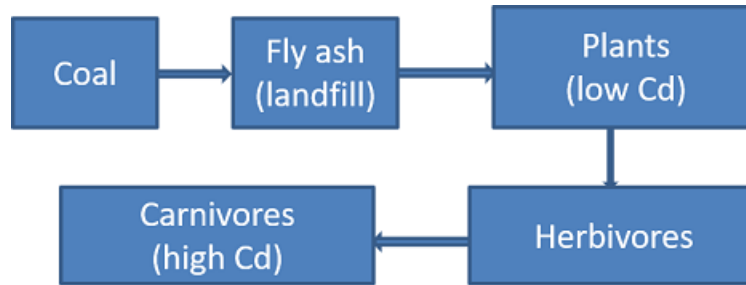 Coal
Fly ash
(landfill)
Plants
(low Cd)
Herbivores
Carnivores
(high Cd)